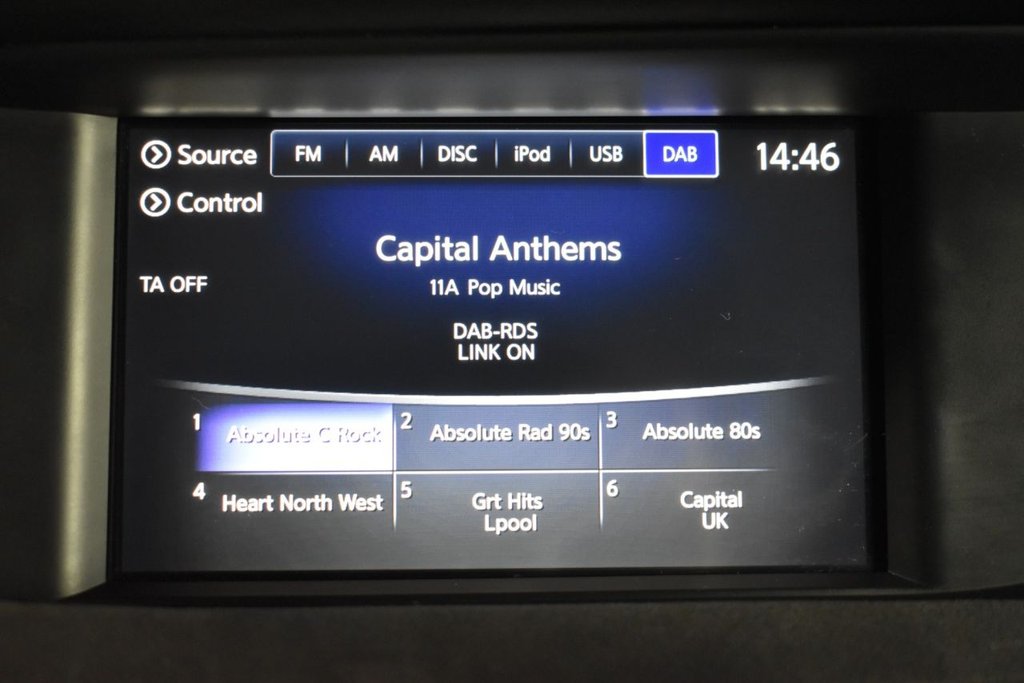 Source FM AM DISC iPod USB DAB 14:46
Control
Capital Anthems
TA OFF
11A Pop Music
DAB-RDS
LINK ON
1 Absolute C Rock
2 Absolute Rad 90s
3 Absolute 80s
4 Heart North West
5 Grt Hits
Lpool
6 Capital
UK